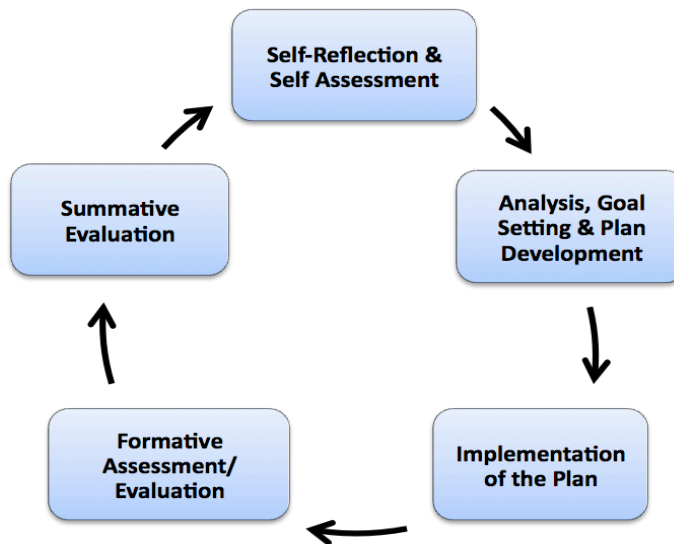 Self-Reflection &
Self Assessment
Analysis, Goal
Setting & Plan
Development
Implementation
of the Plan
Formative
Assessment/
Evaluation
Summative
Evaluation